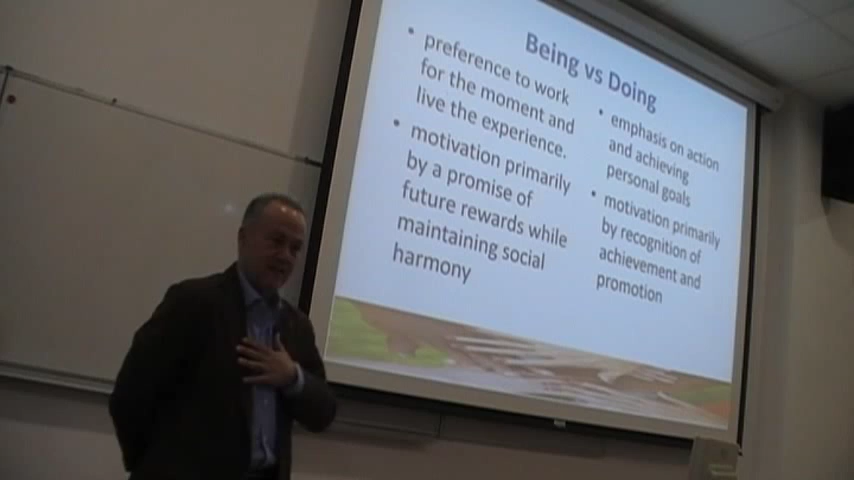 Being vs Doing
• preference to work
for the moment and
live the experience.
• motivation primarily
by a promise of
future rewards while
maintaining social
harmony
• emphasis on action
and achieving
personal goals
• motivation primarily
by recognition of
achievement and
promotion